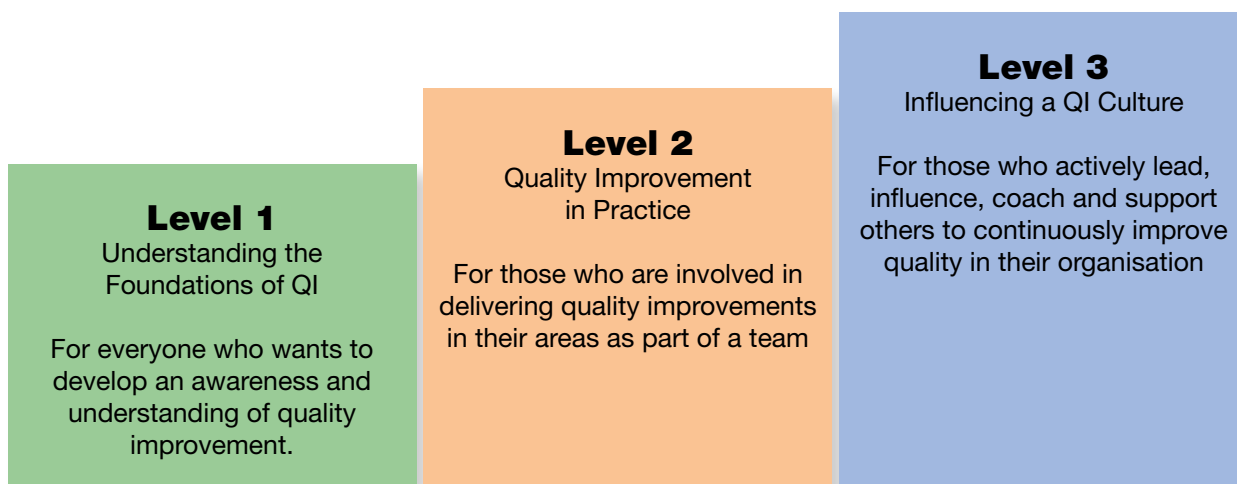 Level 1
Understanding the
Foundations of QI
For everyone who wants to
develop an awareness and
understanding of quality
improvement.
Level 2
Quality Improvement
in Practice
For those who are involved in
delivering quality improvements
in their areas as part of a team
Level 3
Influencing a QI Culture
For those who actively lead,
influence, coach and support
others to continuously improve
quality in their organisation